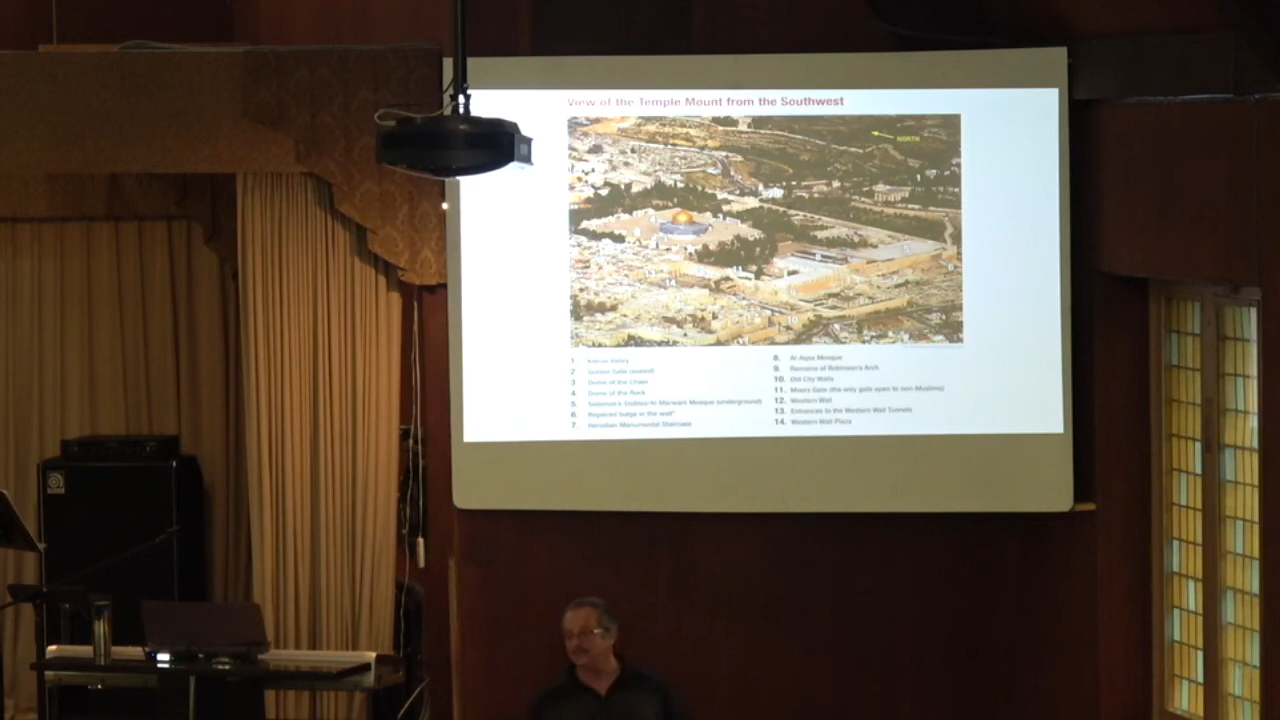 View of the Temple Mount from the Southwest
NORTH
1. Kidron Valley
2. Golden Gate (sealed)
3. Dome of the Chain
4. Dome of the Rock
5. Solomon's Stables/Al-Marwani Mosque (underground)
6. Repaired bulge in the wall*
7. Herodian Monumental Staircase
8. Al-Aqsa Mosque
9. Remains of Robinson's Arch
10. Old City Walls
11. Moors Gate (the only gate open to non-Muslims)
12. Western Wall
13. Entrances to the Western Wall Tunnels
14. Western Wall Plaza